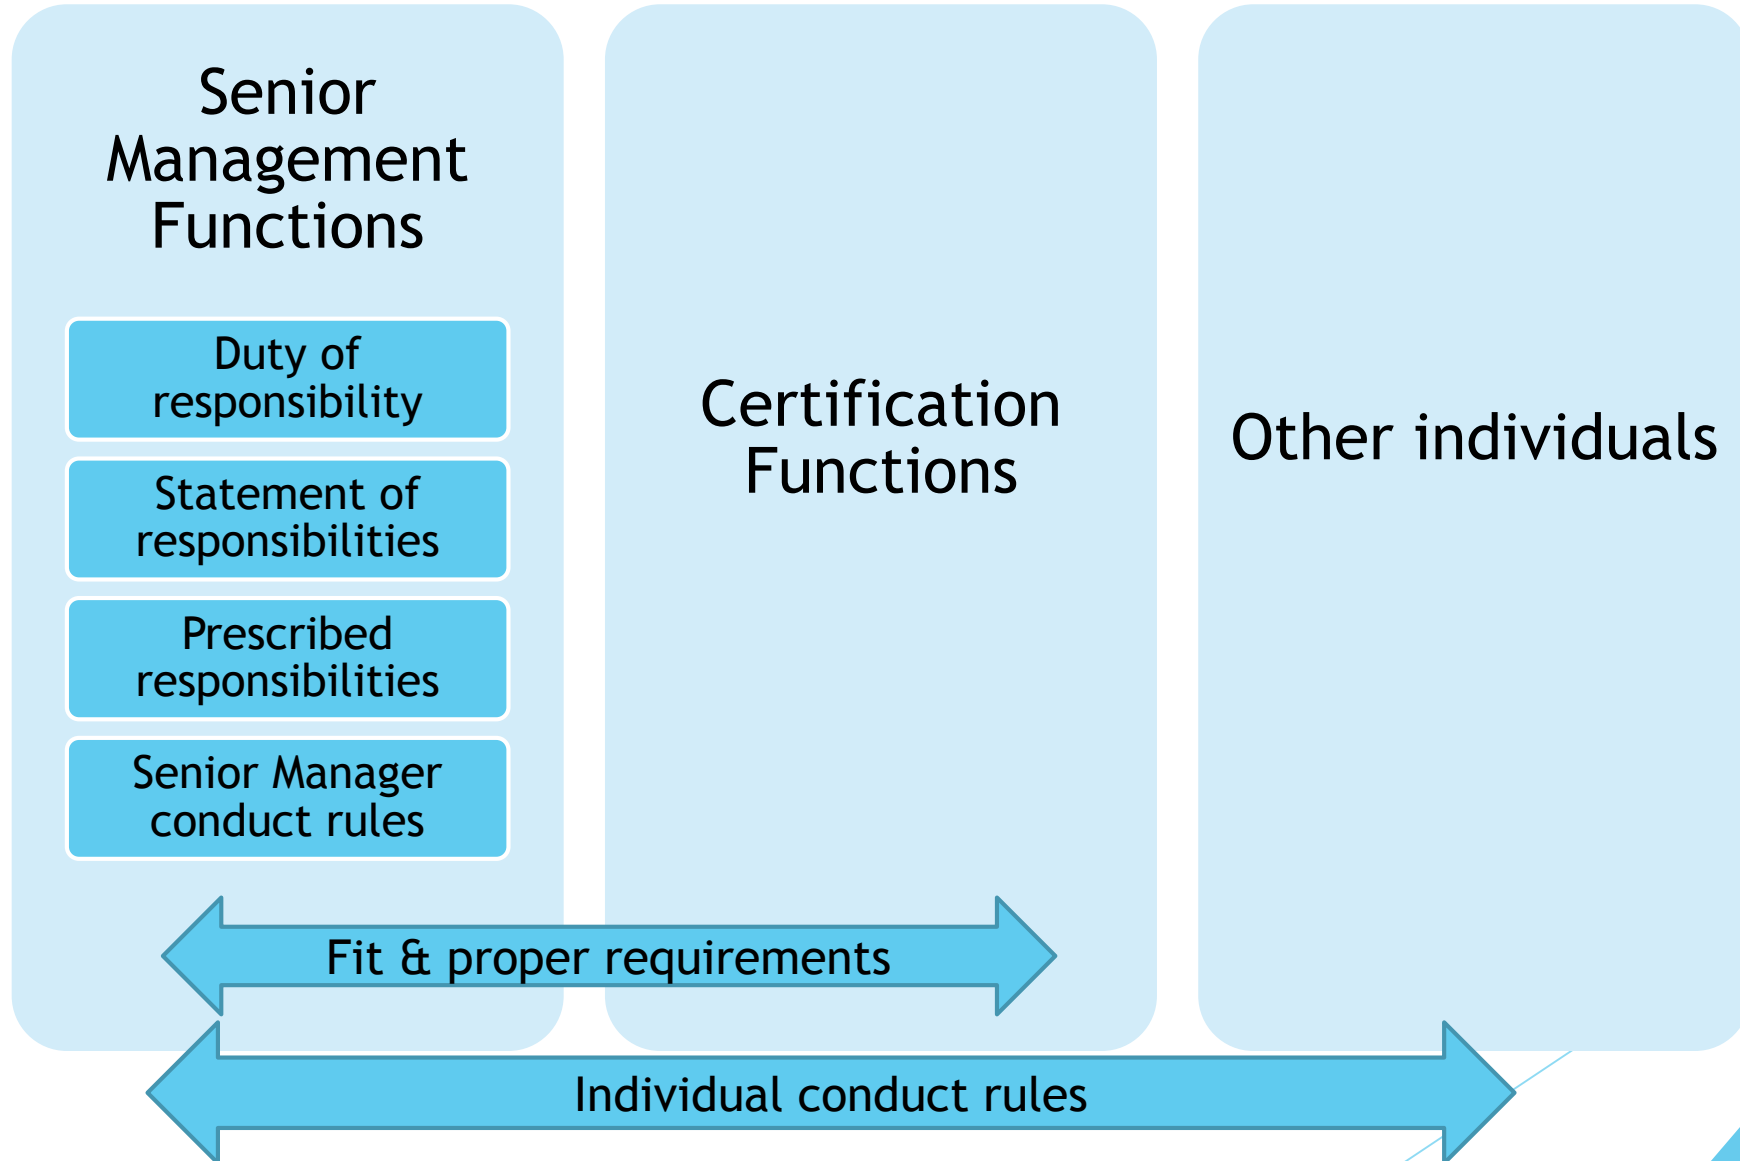 Senior
Management
Functions
Duty of
responsibility
Statement of
responsibilities
Prescribed
responsibilities
Senior Manager
conduct rules
Certification
Functions
Other individuals
Fit & proper requirements
Individual conduct rules